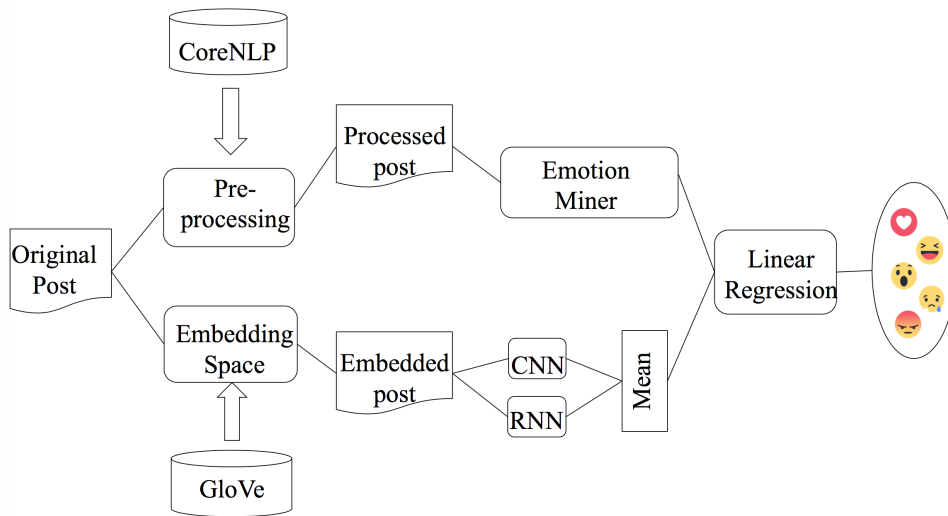 CoreNLP
Processed
post
Pre-
processing
Emotion
Miner
Original
Post
Linear
Regression
Embedding
Space
Embedded
post
CNN
RNN
Mean
GloVe